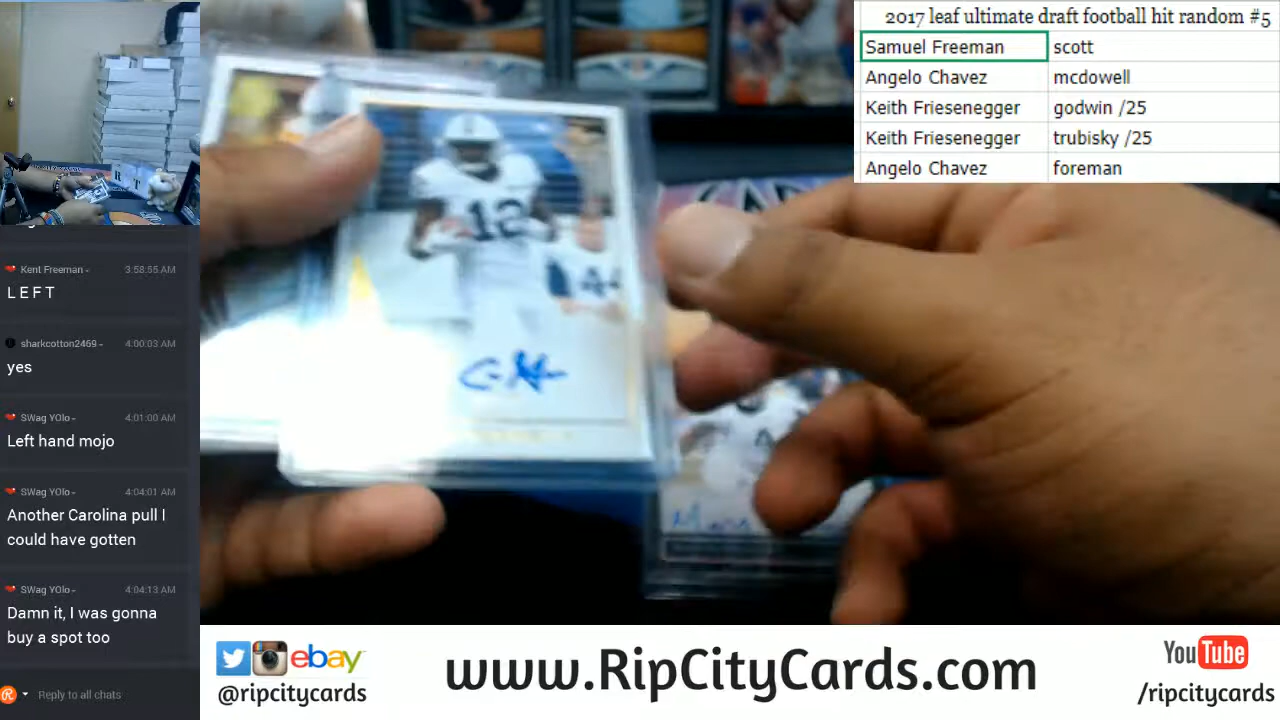 2017 leaf ultimate draft football hit random #5
Samuel Freeman scott
Angelo Chavez mcdowell
Keith Friesenegger godwin /25
Keith Friesenegger trubisky /25
Angelo Chavez foreman
Kent Freeman 3:58:55 AM
L E F T
sharkcotton2469 4:00:03 AM
yes
SWag YOlo 4:01:00 AM
Left hand mojo
SWag YOlo 4:04:01 AM
Another Carolina pull I
could have gotten
SWag YOlo 4:04:13 AM
Damn it, I was gonna
buy a spot too
Reply to all chats
12
ebay
@ripcitycards
www.RipCityCards.com
YouTube
/ripcitycards